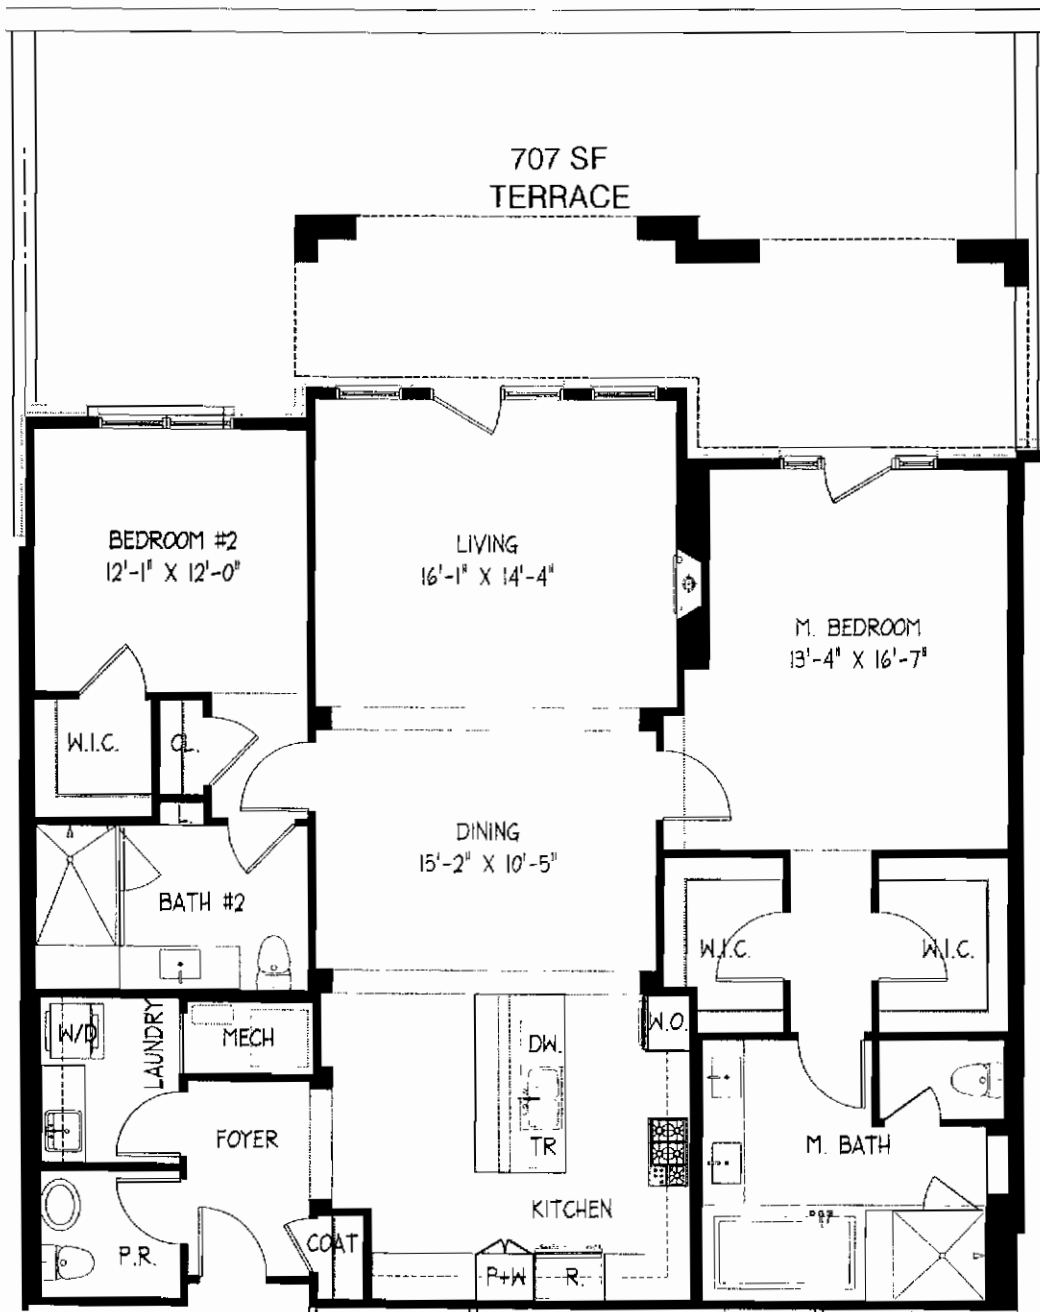 707 SF
TERRACE
BEDROOM #2
12'-1" X 12'-0"
LIVING
16'-1" X 14'-4"
M. BEDROOM
13'-4" X 16'-7"
W.I.C.
CL.
L.
DINING
15'-2" X 10'-5"
BATH #2
W.I.C.
W.I.C.
W/D
LAUNDRY
MECH
W.O.
DW.
FOYER
TR
M. BATH
KITCHEN
COAT
P.R.
P+W
R.